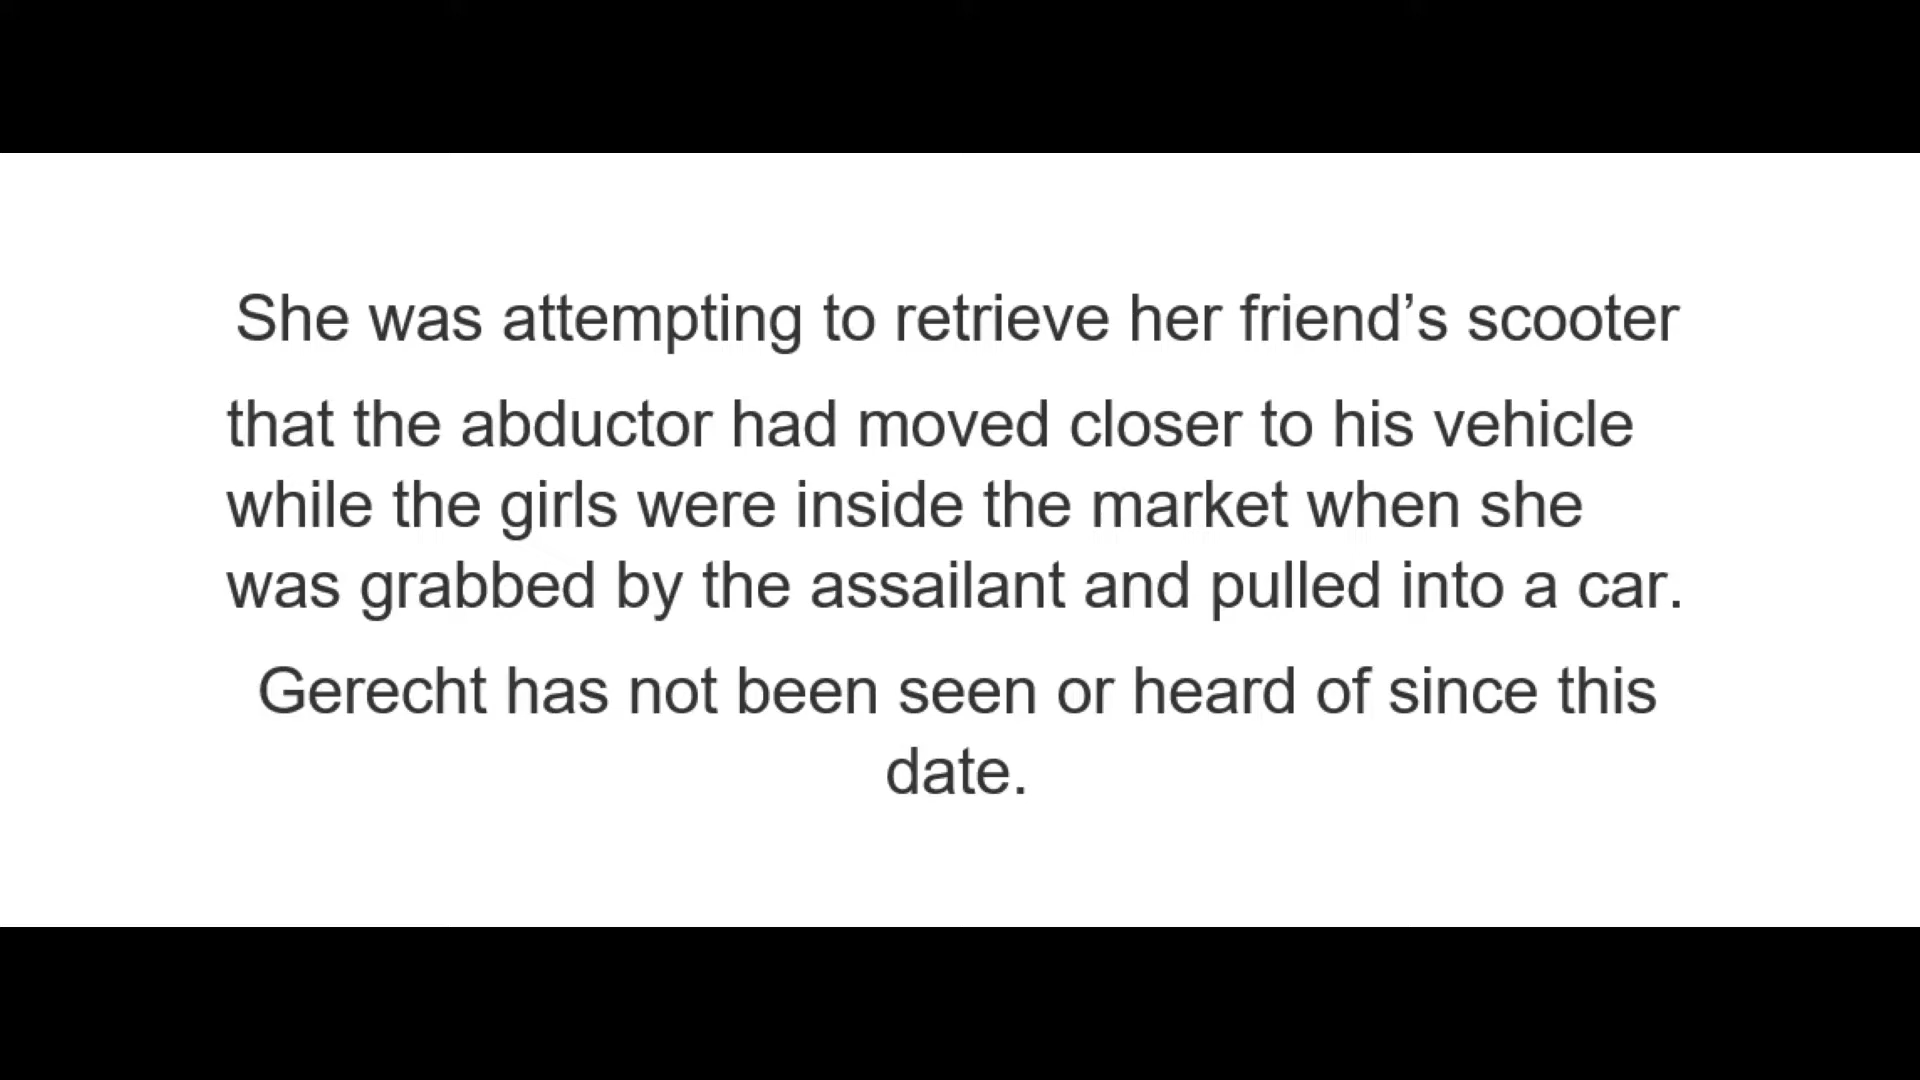 She was attempting to retrieve her friend’s scooter
that the abductor had moved closer to his vehicle
while the girls were inside the market when she
was grabbed by the assailant and pulled into a car.
Gerecht has not been seen or heard of since this
date.